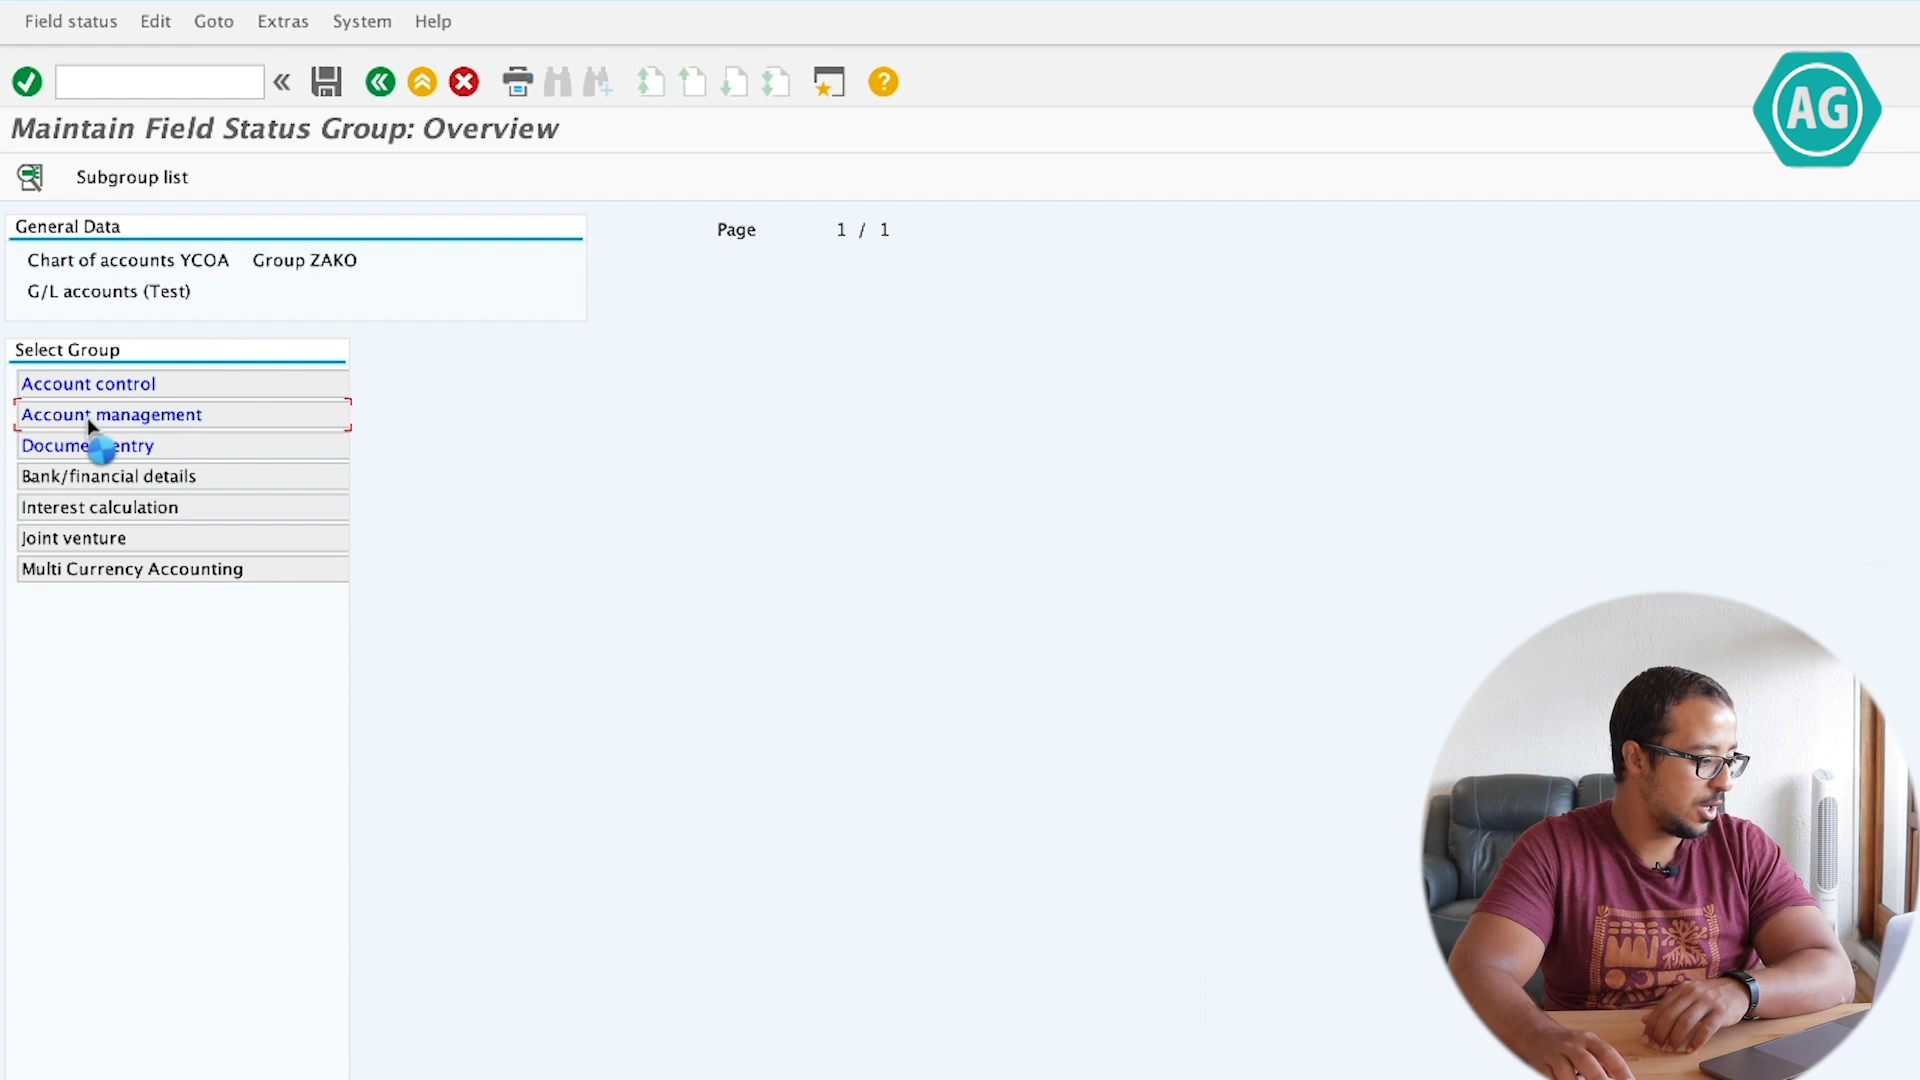 Field status Edit Goto Extras System Help
AG
Maintain Field Status Group: Overview
Subgroup list
General Data
Page 1 / 1
Chart of accounts YCOA Group ZAKO
G/L accounts (Test)
Select Group
Account control
Account management
Docume entry
Bank/financial details
Interest calculation
Joint venture
Multi Currency Accounting